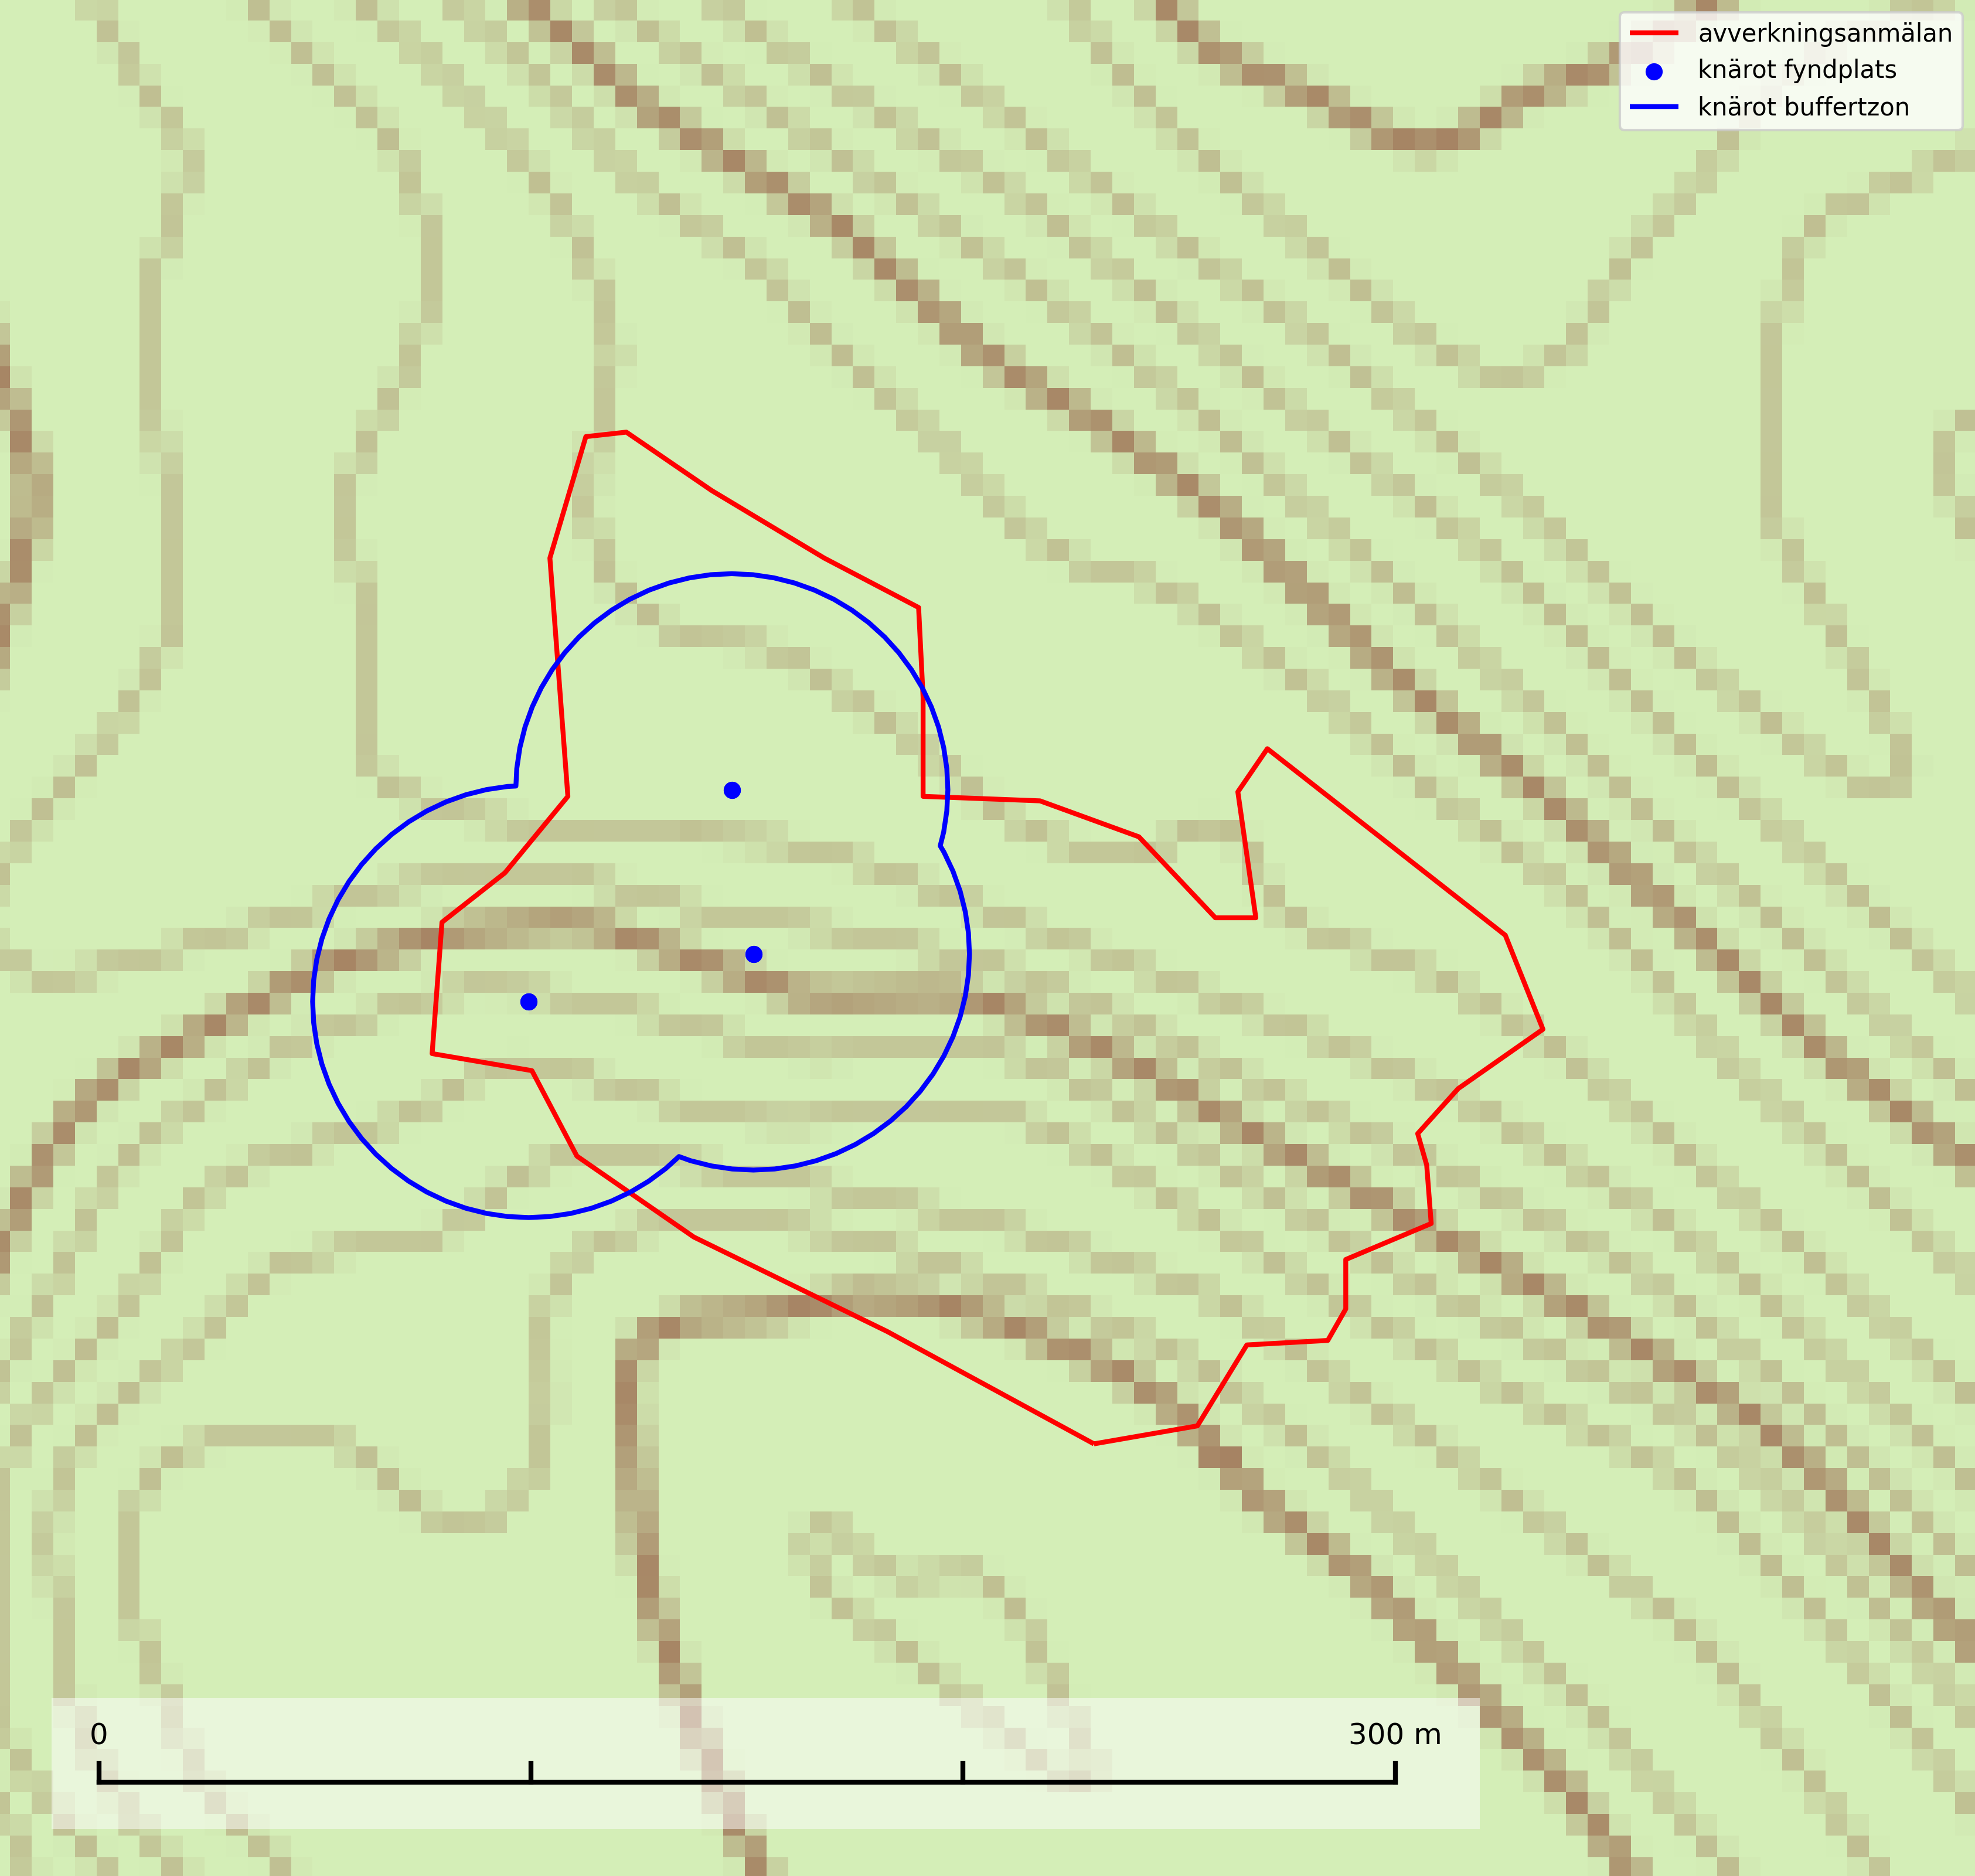 avverkningsanmälan
knärot fyndplats
knärot buffertzon
0 300 m